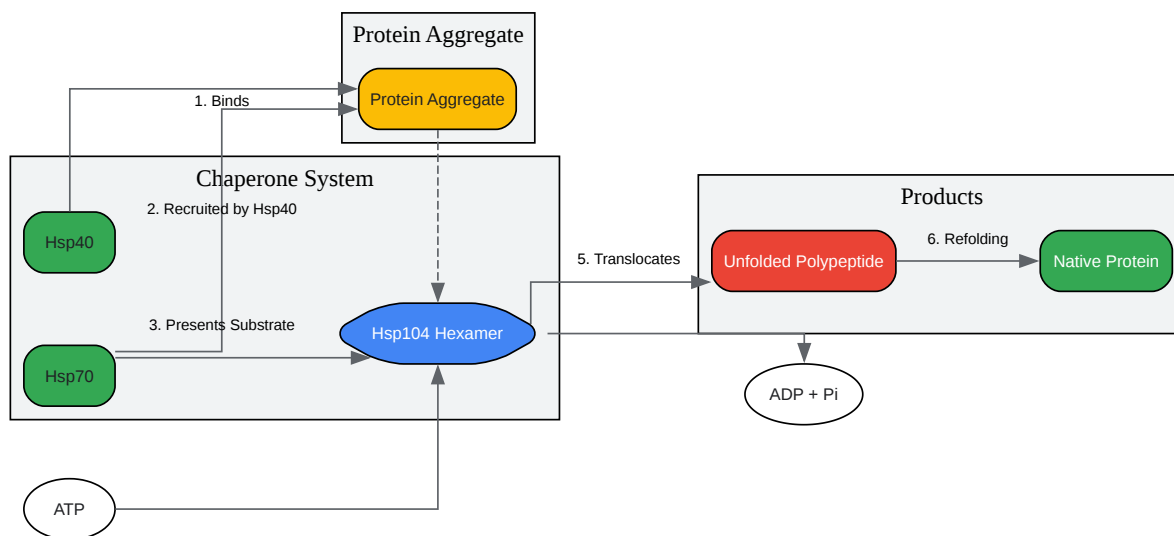 Protein Aggregate
Protein Aggregate
1. Binds
Chaperone System
2. Recruited by Hsp40
Hsp40
3. Presents Substrate
Hsp70
Hsp104 Hexamer
ATP
5. Translocates
Products
Unfolded Polypeptide
6. Refolding
Native Protein
ADP + Pi